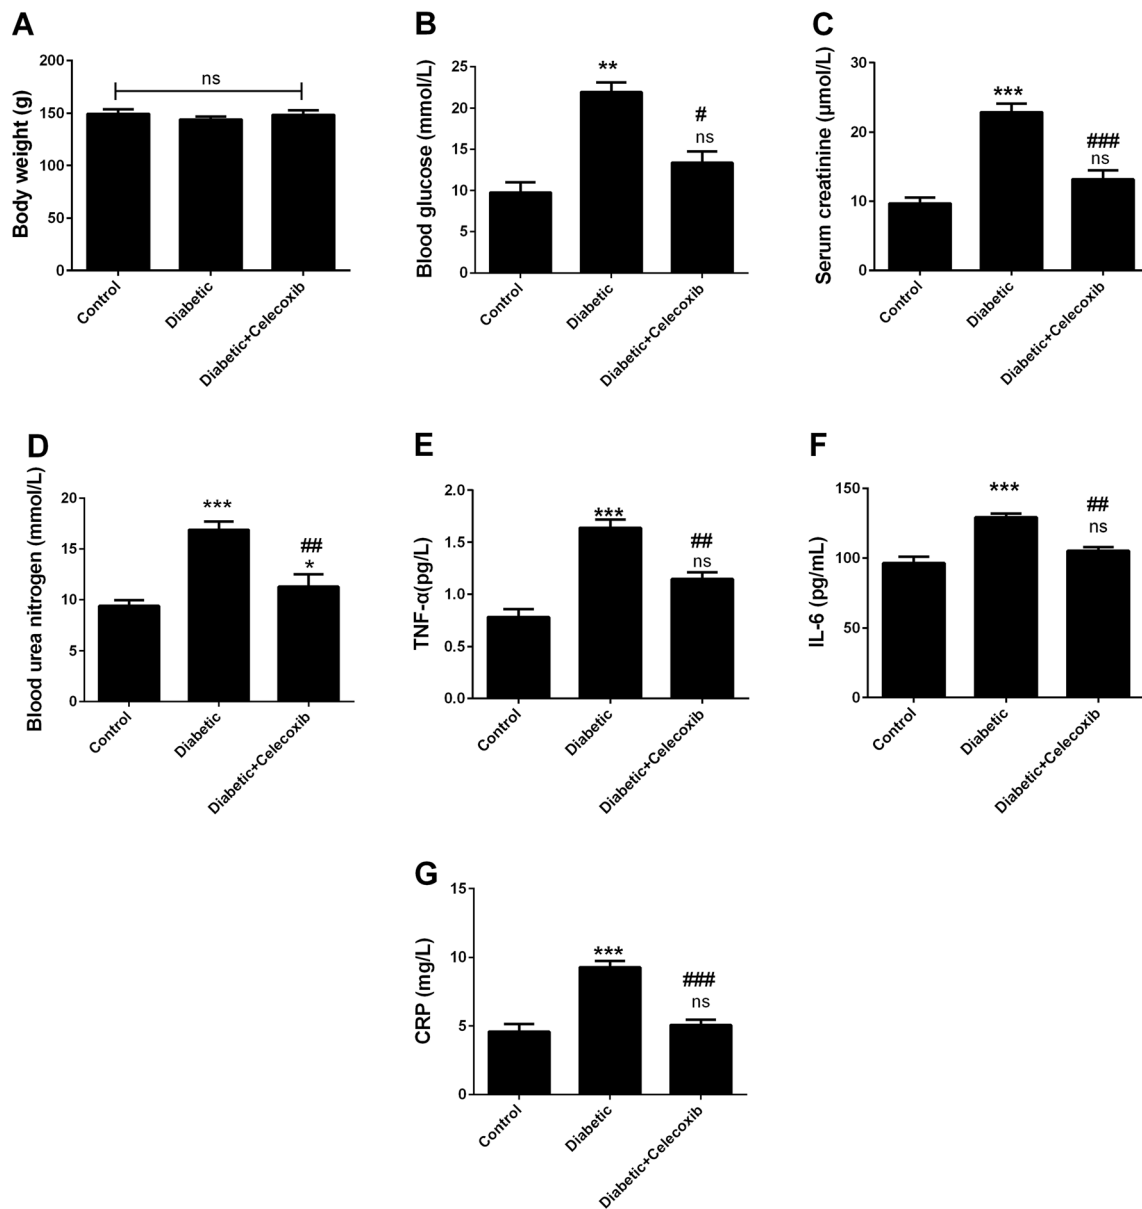 A
Body weight (g)
200
150
100
50
0
ns
Control
Diabetic
Diabetic+Celecoxib
B
Blood glucose (mmol/L)
25
20
15
10
5
0
**
#
ns
Control
Diabetic
Diabetic+Celecoxib
C
Serum creatinine (µmol/L)
30
20
10
0
***
###
ns
Control
Diabetic
Diabetic+Celecoxib
D
Blood urea nitrogen (mmol/L)
20
15
10
5
0
***
##
*
Control
Diabetic
Diabetic+Celecoxib
E
TNF-α(pg/L)
2.0
1.5
1.0
0.5
0.0
***
##
ns
Control
Diabetic
Diabetic+Celecoxib
F
IL-6 (pg/mL)
150
100
50
0
***
##
ns
Control
Diabetic
Diabetic+Celecoxib
G
CRP (mg/L)
15
10
5
0
***
###
ns
Control
Diabetic
Diabetic+Celecoxib